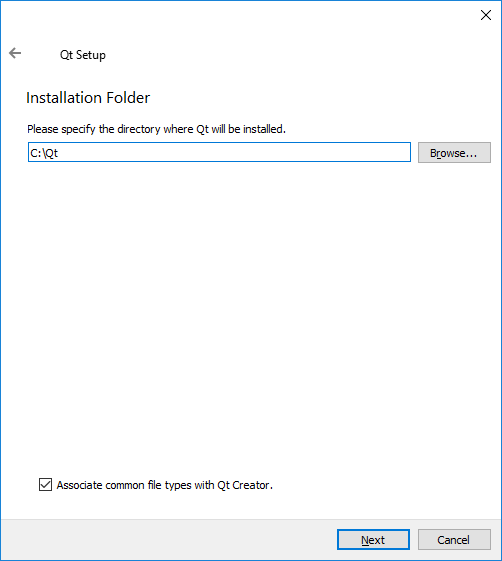 Qt Setup
Installation Folder
Please specify the directory where Qt will be installed.
C:\Qt
Browse...
Associate common file types with Qt Creator.
Next
Cancel